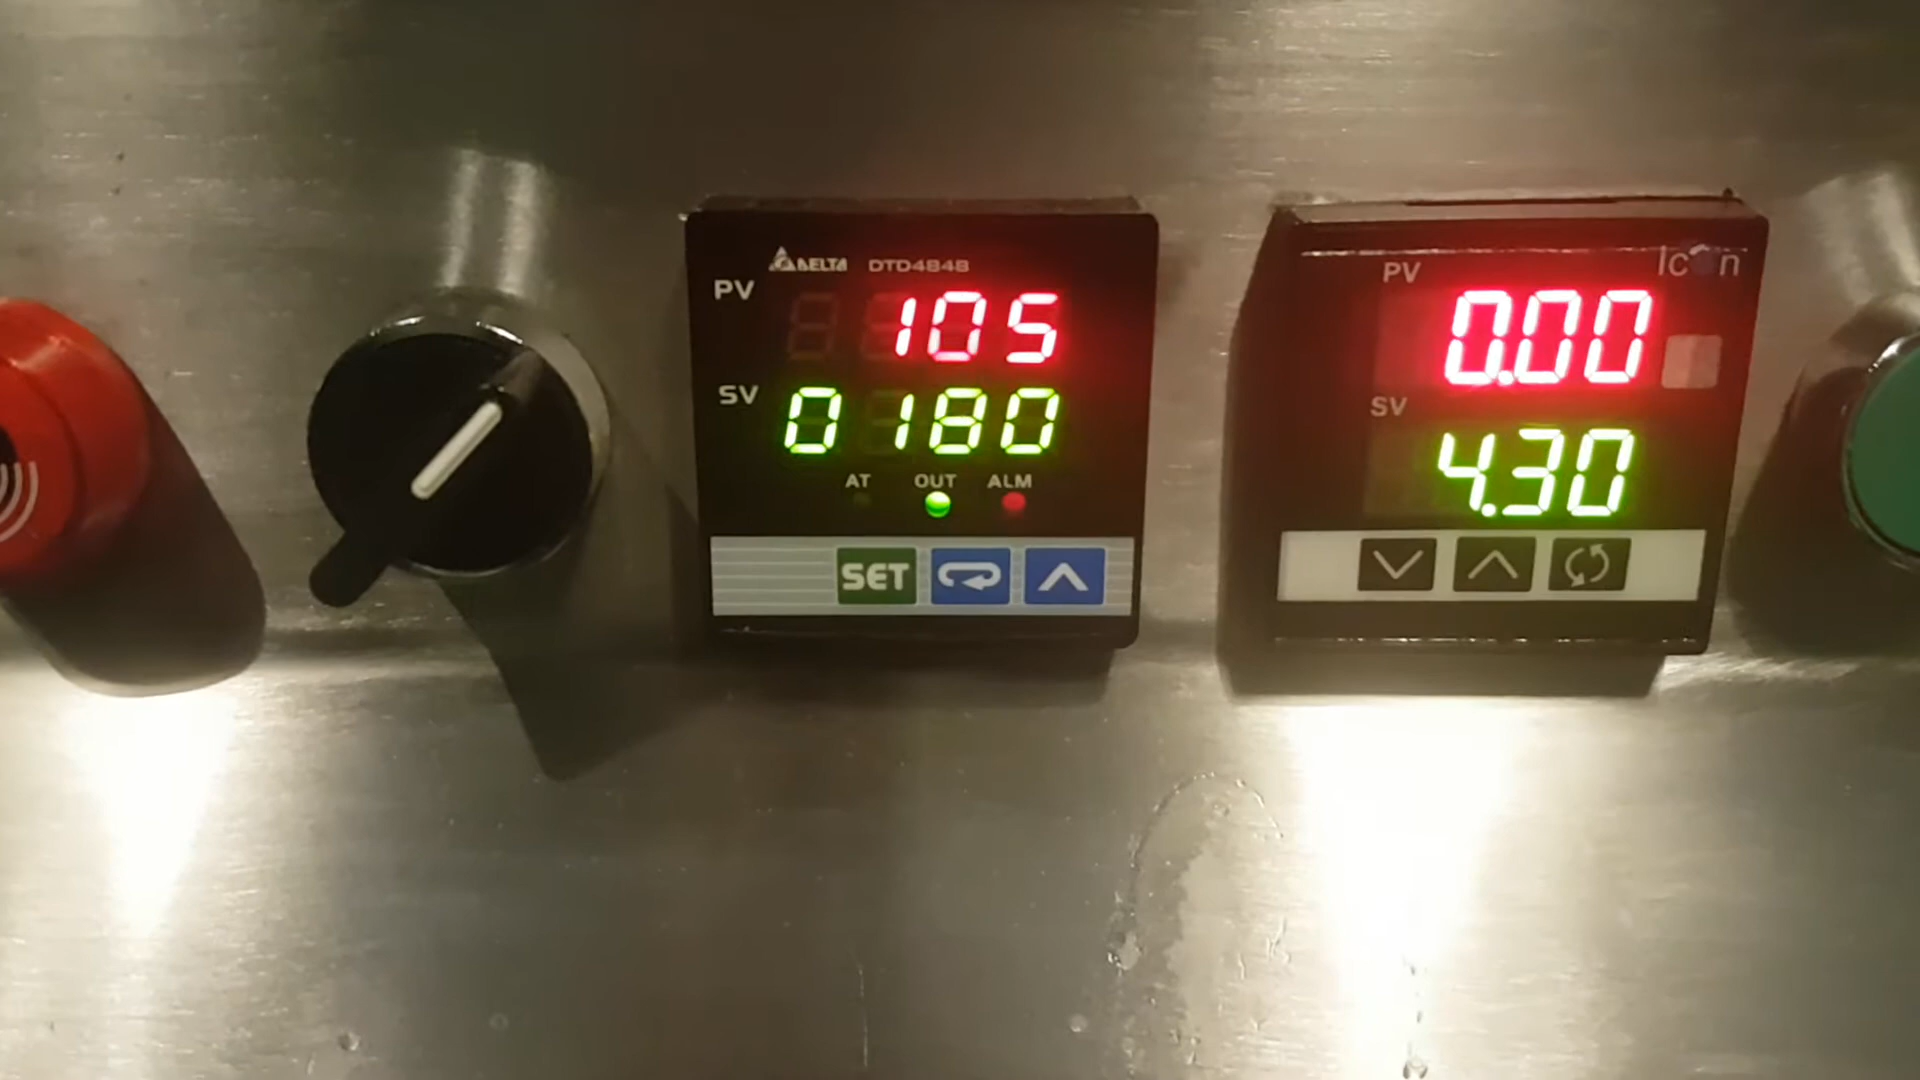 DELTA DTD4848
PV 105
SV 0180
AT OUT ALM
SET
Icon
PV 0.00
SV 4.30